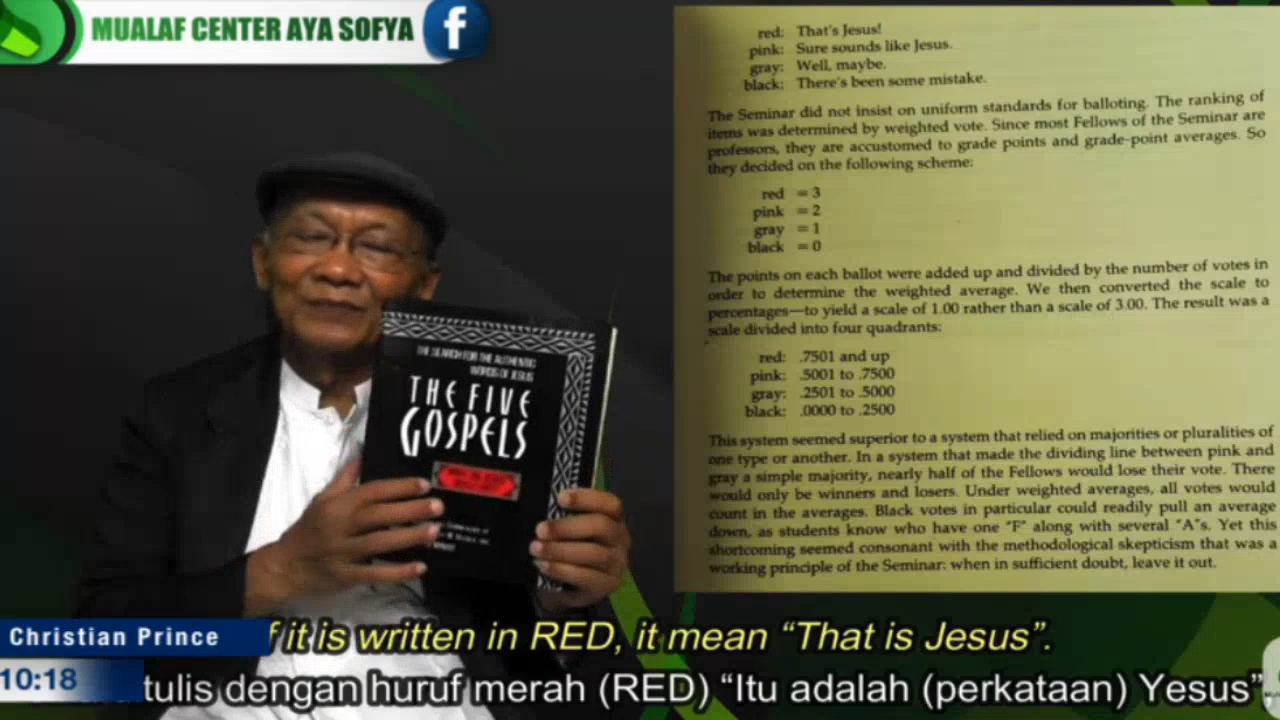 MUALAF CENTER AYA SOFYA
f
red: That's Jesus!
pink: Sure sounds like Jesus.
gray: Well, maybe.
black: There's been some mistake.
The Seminar did not insist on uniform standards for balloting. The ranking of
items was determined by weighted vote. Since most Fellows of the Seminar are
professors, they are accustomed to grade points and grade-point averages. So
they decided on the following scheme:
red = 3
pink = 2
gray = 1
black = 0
The points on each ballot were added up and divided by the number of votes in
order to determine the weighted average. We then converted the scale to
percentages—to yield a scale of 1.00 rather than a scale of 3.00. The result was a
scale divided into four quadrants:
red: .7501 and up
pink: .5001 to .7500
gray: .2501 to .5000
black: .0000 to .2500
This system seemed superior to a system that relied on majorities or pluralities of
one type or another. In a system that made the dividing line between pink and
gray a simple majority, nearly half of the Fellows would lose their vote. There
would only be winners and losers. Under weighted averages, all votes would
count in the averages. Black votes in particular could readily pull an average
down, as students know who have one "F" along with several "A"s. Yet this
shortcoming seemed consonant with the methodological skepticism that was a
working principle of the Seminar: when in sufficient doubt, leave it out.
THE SEARCH FOR THE AUTHENTIC
WORDS OF JESUS
THE FIVE
GOSPELS
Christian Prince
f it is written in RED, it mean “That is Jesus”.
10:18
tulis dengan huruf merah (RED) “Itu adalah (perkataan) Yesus”,